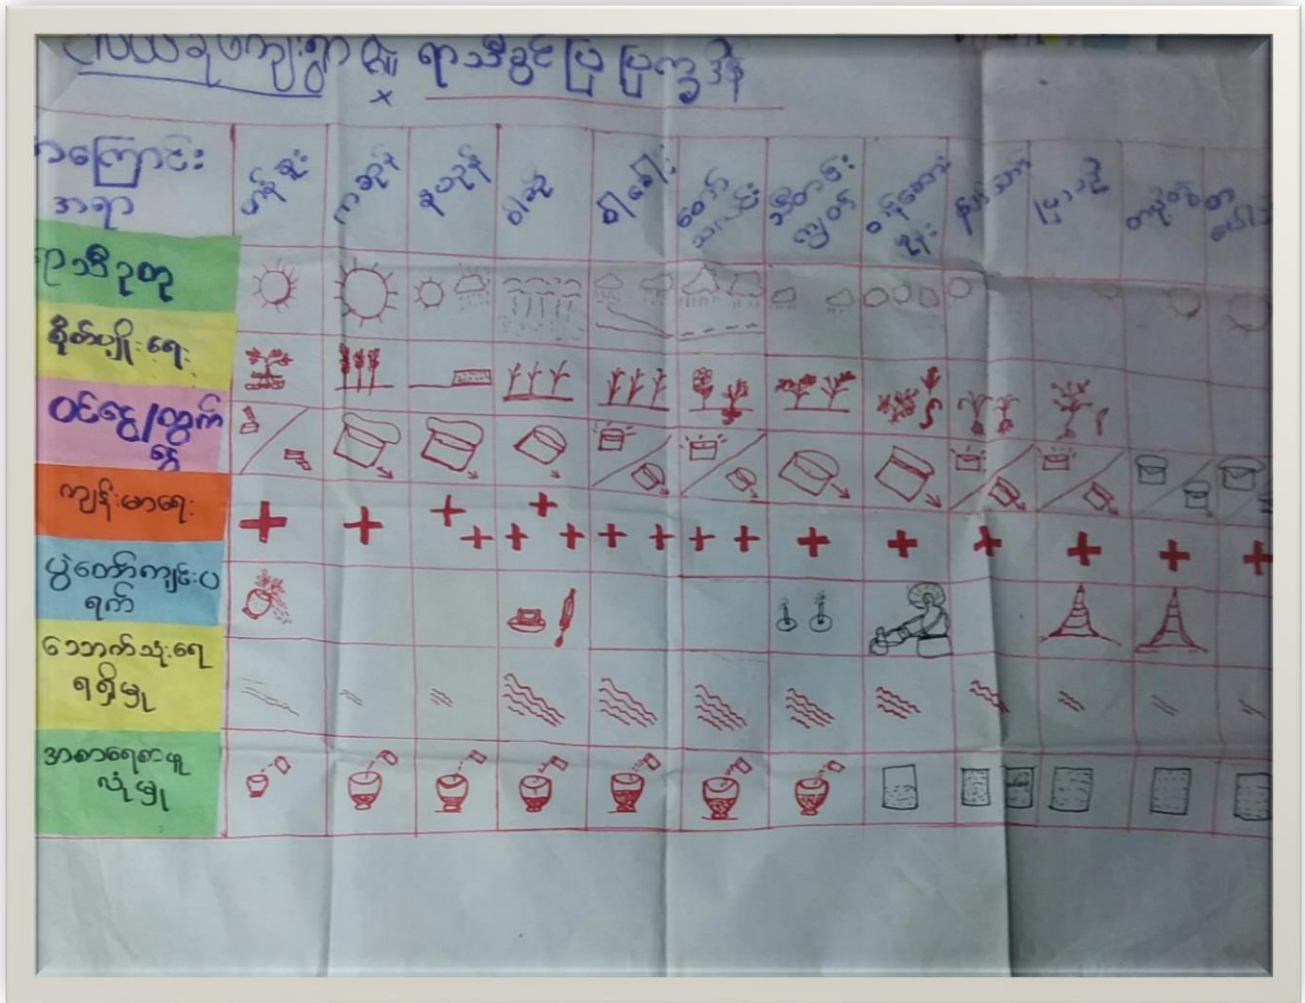 ရာသီခွင်ပြ ပြက္ခဒိန်
အကြောင်း
အရာ
တန်ခူး
ကဆုန်
နယုန်
ဝါဆို
ဝါခေါင်
တော်
သလင်း
သီတင်း
ကျွတ်
တန်ဆောင်
မုန်း
နတ်တော်
ပြာသို
တပို့တွဲ
ရာသီဥတု
စိုက်ပျိုးရေး
ဝင်ငွေ/ထွက်
ငွေ
ကျန်းမာရေး
ပွဲတော်ကျင်းပ
ရက်
သောက်သုံးရေ
ရရှိမှု
အစားရေစာဖူ
လုံမှု